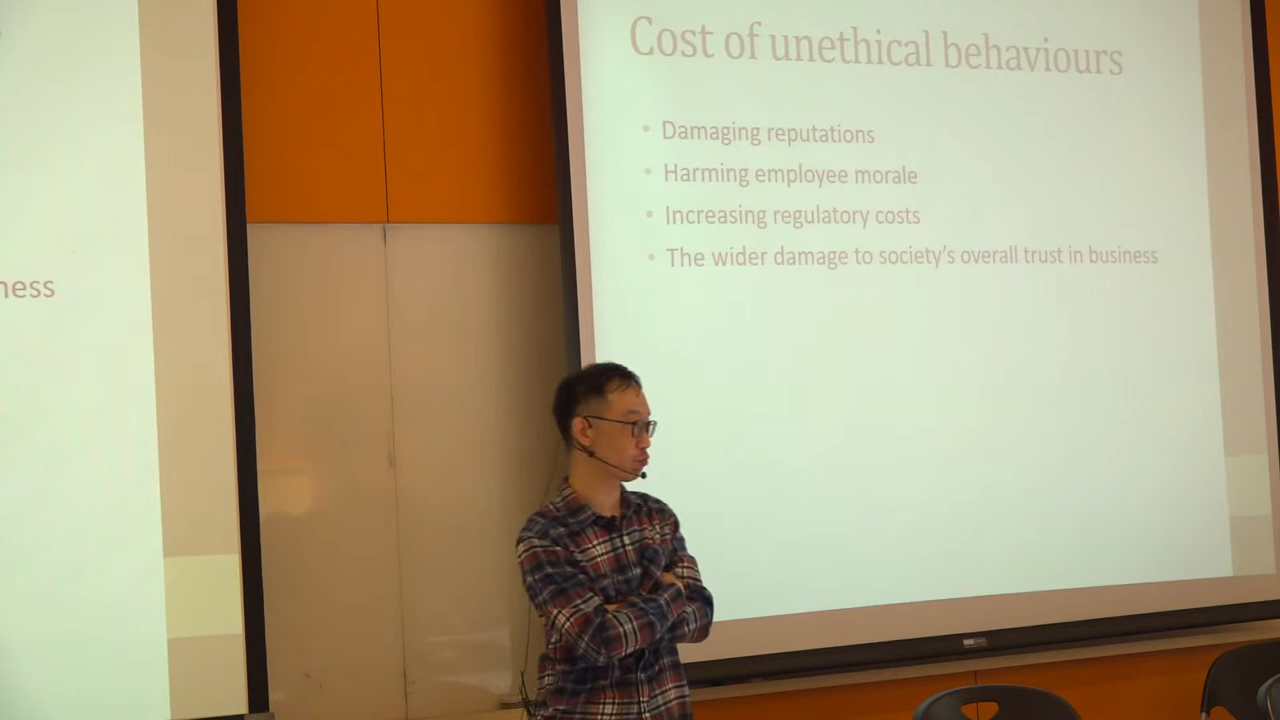 ness
Cost of unethical behaviours
• Damaging reputations
• Harming employee morale
• Increasing regulatory costs
• The wider damage to society's overall trust in business